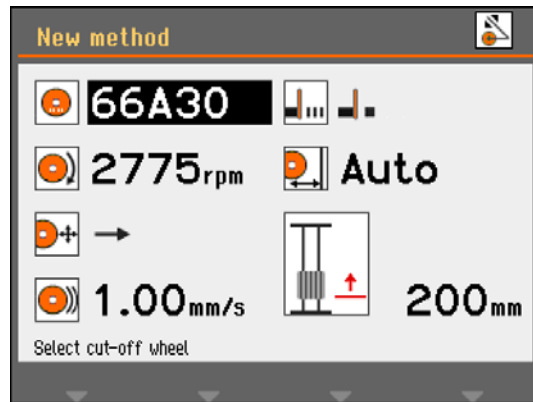 New method
66A30
2775rpm
Auto
1.00mm/s
200mm
Select cut-off wheel